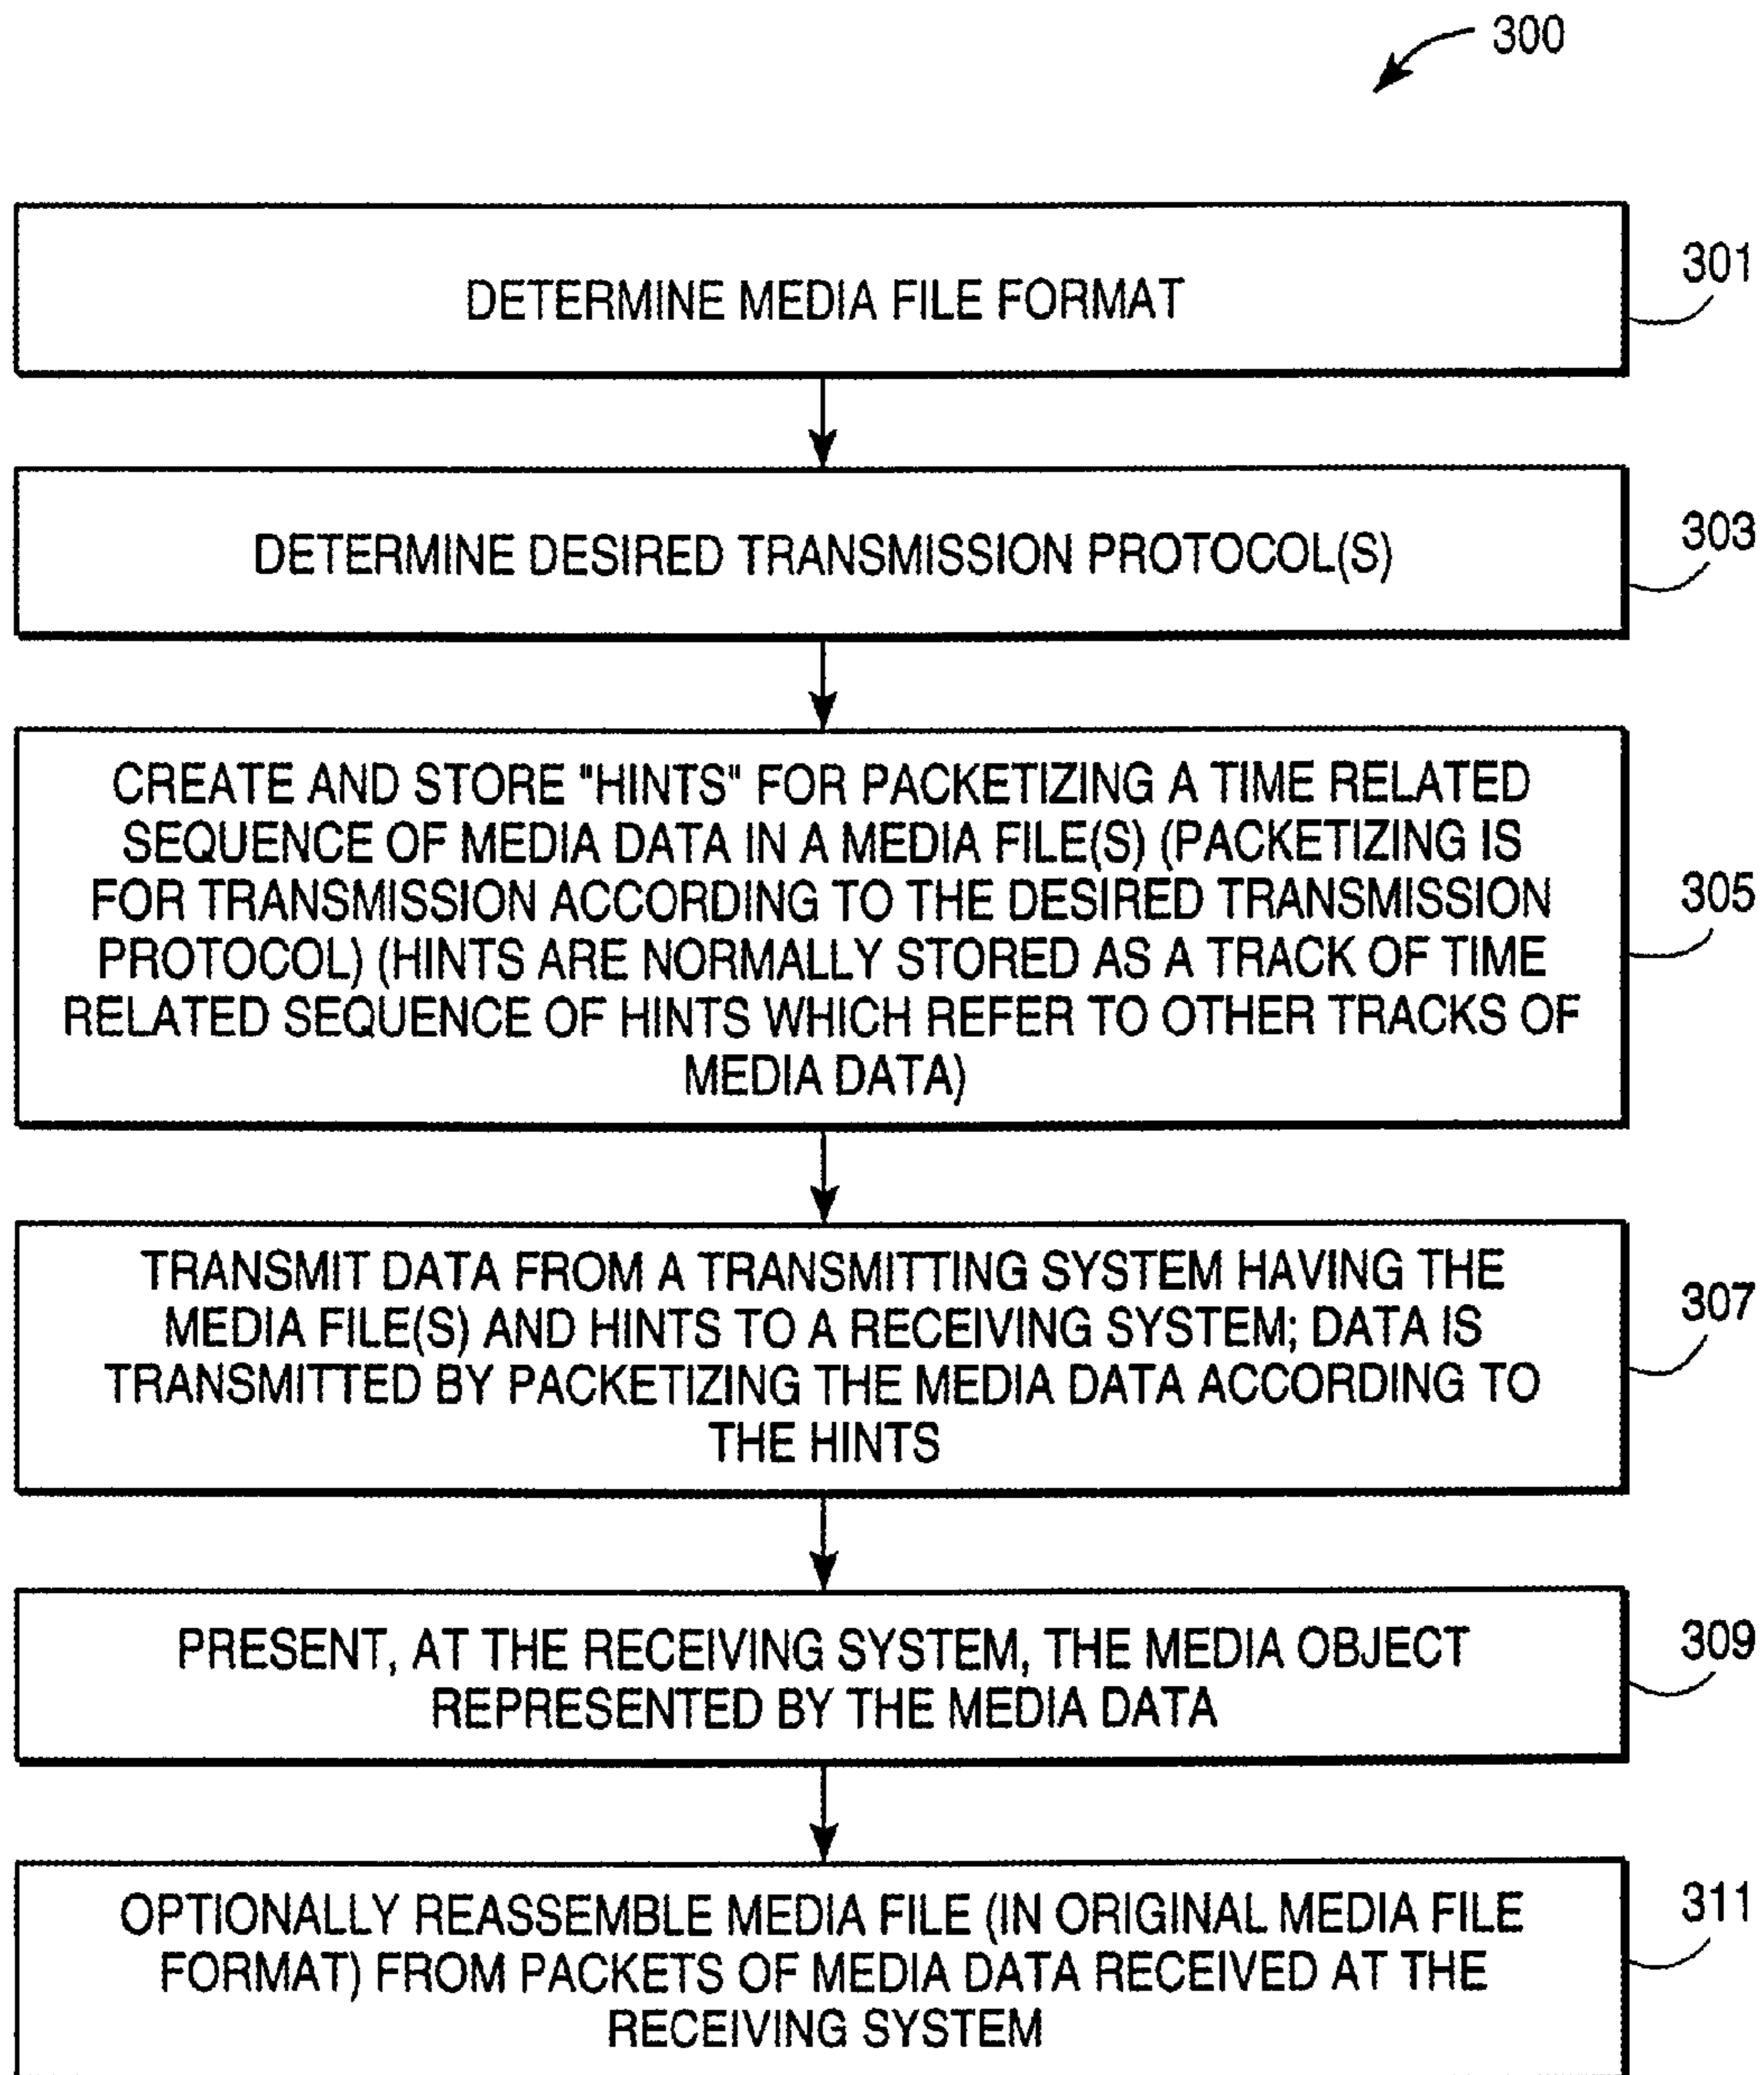 300
DETERMINE MEDIA FILE FORMAT
301
DETERMINE DESIRED TRANSMISSION PROTOCOL(S)
303
CREATE AND STORE "HINTS" FOR PACKETIZING A TIME RELATED
SEQUENCE OF MEDIA DATA IN A MEDIA FILE(S) (PACKETIZING IS
FOR TRANSMISSION ACCORDING TO THE DESIRED TRANSMISSION
PROTOCOL) (HINTS ARE NORMALLY STORED AS A TRACK OF TIME
RELATED SEQUENCE OF HINTS WHICH REFER TO OTHER TRACKS OF
MEDIA DATA)
305
TRANSMIT DATA FROM A TRANSMITTING SYSTEM HAVING THE
MEDIA FILE(S) AND HINTS TO A RECEIVING SYSTEM; DATA IS
TRANSMITTED BY PACKETIZING THE MEDIA DATA ACCORDING TO
THE HINTS
307
PRESENT, AT THE RECEIVING SYSTEM, THE MEDIA OBJECT
REPRESENTED BY THE MEDIA DATA
309
OPTIONALLY REASSEMBLE MEDIA FILE (IN ORIGINAL MEDIA FILE
FORMAT) FROM PACKETS OF MEDIA DATA RECEIVED AT THE
RECEIVING SYSTEM
311